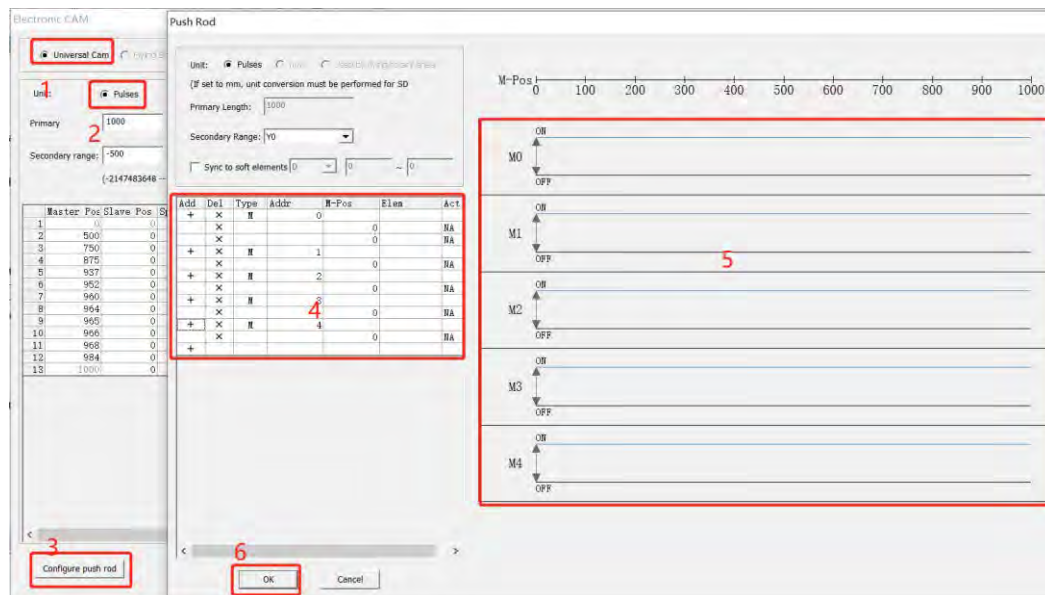 Electronic CAM
Universal Cam
1
Unit: Pulses
2
Primary 1000
Secondary range: -500
(-2147483648 —
Master Pos Slave Pos
1 0 0
2 500 0
3 750 0
4 875 0
5 937 0
6 952 0
7 960 0
8 964 0
9 965 0
10 966 0
11 968 0
12 984 0
13 1000 0
3
Configure push rod
Push Rod
Unit: Pulses
(If set to mm, unit conversion must be performed for SD
Primary Length: 1000
Secondary Range: Y0
Sync to soft elements 0 0 ~ 0
Add Del Type Addr M-Pos Elem Act
+ × M 0
× 0 NA
× 0 NA
+ × M 1
× 0 NA
+ × M 2
× 0 NA
+ × M 3
× 0 NA
+ × M 4
× 0 NA
+
4
6
OK Cancel
M-Pos
0 100 200 300 400 500 600 700 800 900 1000
ON
M0
OFF
ON
M1
OFF
5
ON
M2
OFF
ON
M3
OFF
ON
M4
OFF